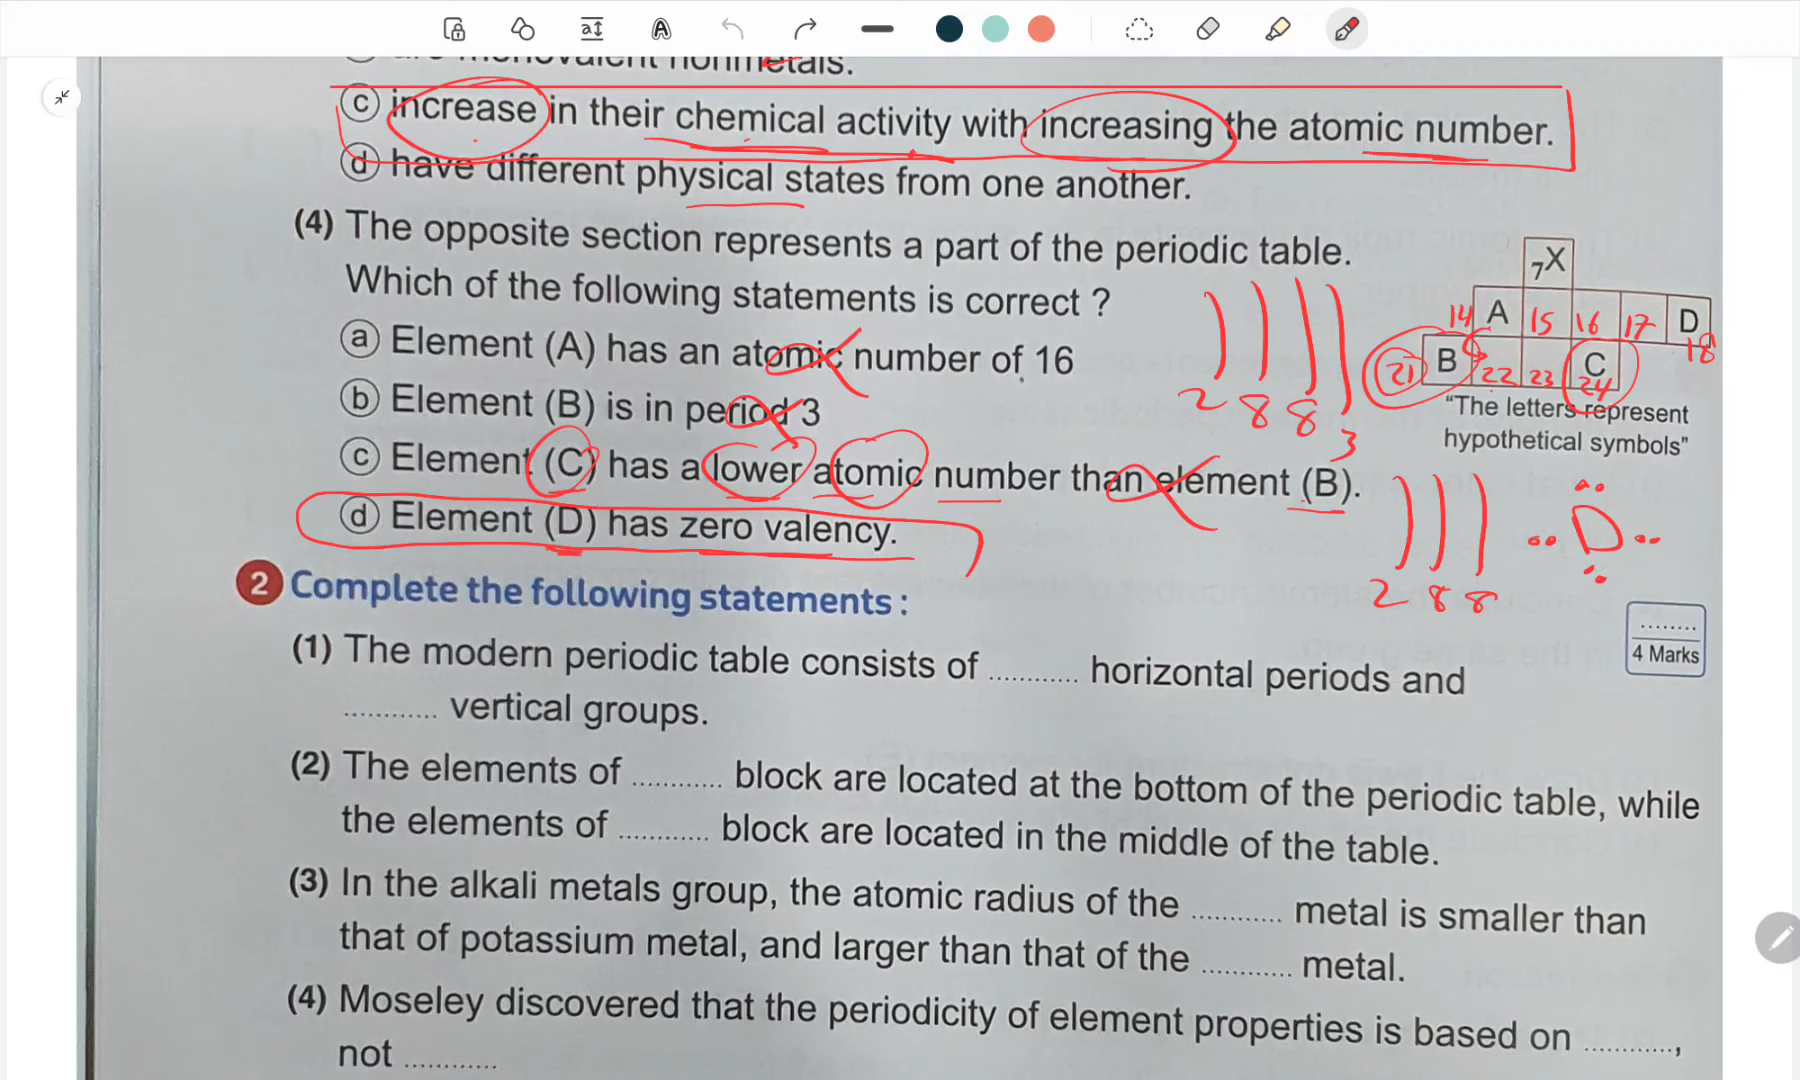 nonmetals.
c increase in their chemical activity with increasing the atomic number.
d have different physical states from one another.
(4) The opposite section represents a part of the periodic table.
Which of the following statements is correct ?
a Element (A) has an atomic number of 16
b Element (B) is in period 3
c Element (C) has a lower atomic number than element (B).
d Element (D) has zero valency.
7X
14 A 15 16 17 D 18
21 B 22 23 C 24
"The letters represent
hypothetical symbols"
2 8 8 3
D
2 8 8
2 Complete the following statements :
4 Marks
(1) The modern periodic table consists of ........... horizontal periods and
........... vertical groups.
(2) The elements of ........... block are located at the bottom of the periodic table, while
the elements of ........... block are located in the middle of the table.
(3) In the alkali metals group, the atomic radius of the ........... metal is smaller than
that of potassium metal, and larger than that of the ........... metal.
(4) Moseley discovered that the periodicity of element properties is based on ...........,
not ...........